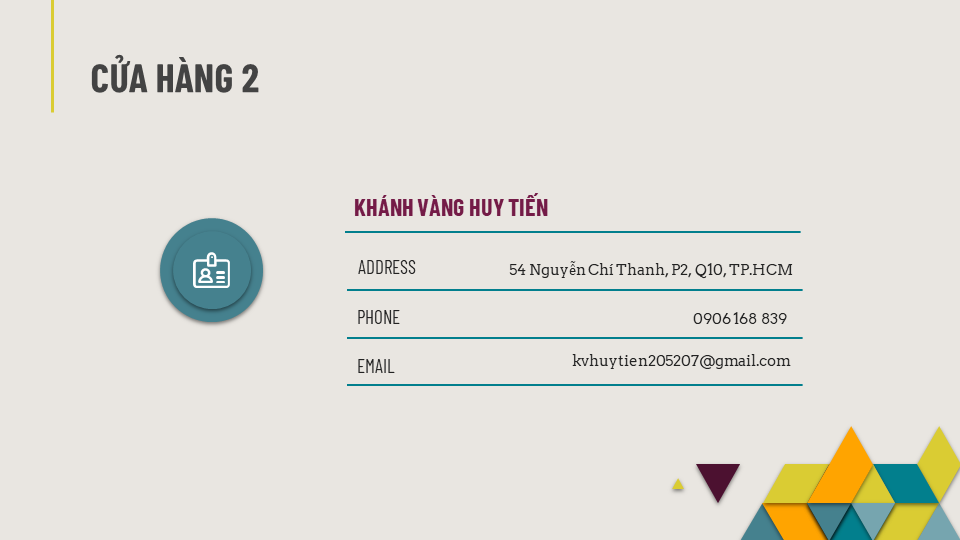 CỬA HÀNG 2
KHÁNH VÀNG HUY TIẾN
ADDRESS 54 Nguyễn Chí Thanh, P2, Q10, TP.HCM
PHONE 0906 168 839
EMAIL kvhuytien205207@gmail.com